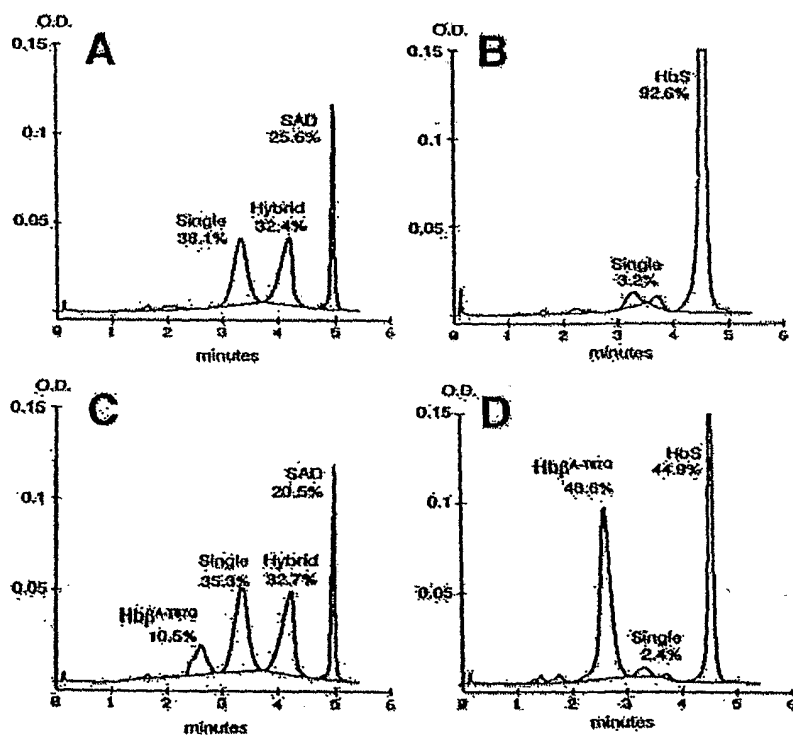 A
O.D.
0.15
0.1
0.05
SAD
25.6%
Hybrid
32.4%
Single
38.1%
0 1 2 3 4 5 6
minutes
B
O.D.
0.15
0.1
0.05
HbS
92.6%
Single
3.2%
0 1 2 3 4 5 6
minutes
C
O.D.
0.15
0.1
0.05
SAD
20.5%
Single
35.3%
Hybrid
32.7%
HbβA-T87Q
10.5%
0 1 2 3 4 5 6
minutes
D
O.D.
0.15
0.1
0.05
HbβA-T87Q
HbS
Single
2.4%
0 1 2 3 4 5 6
minutes